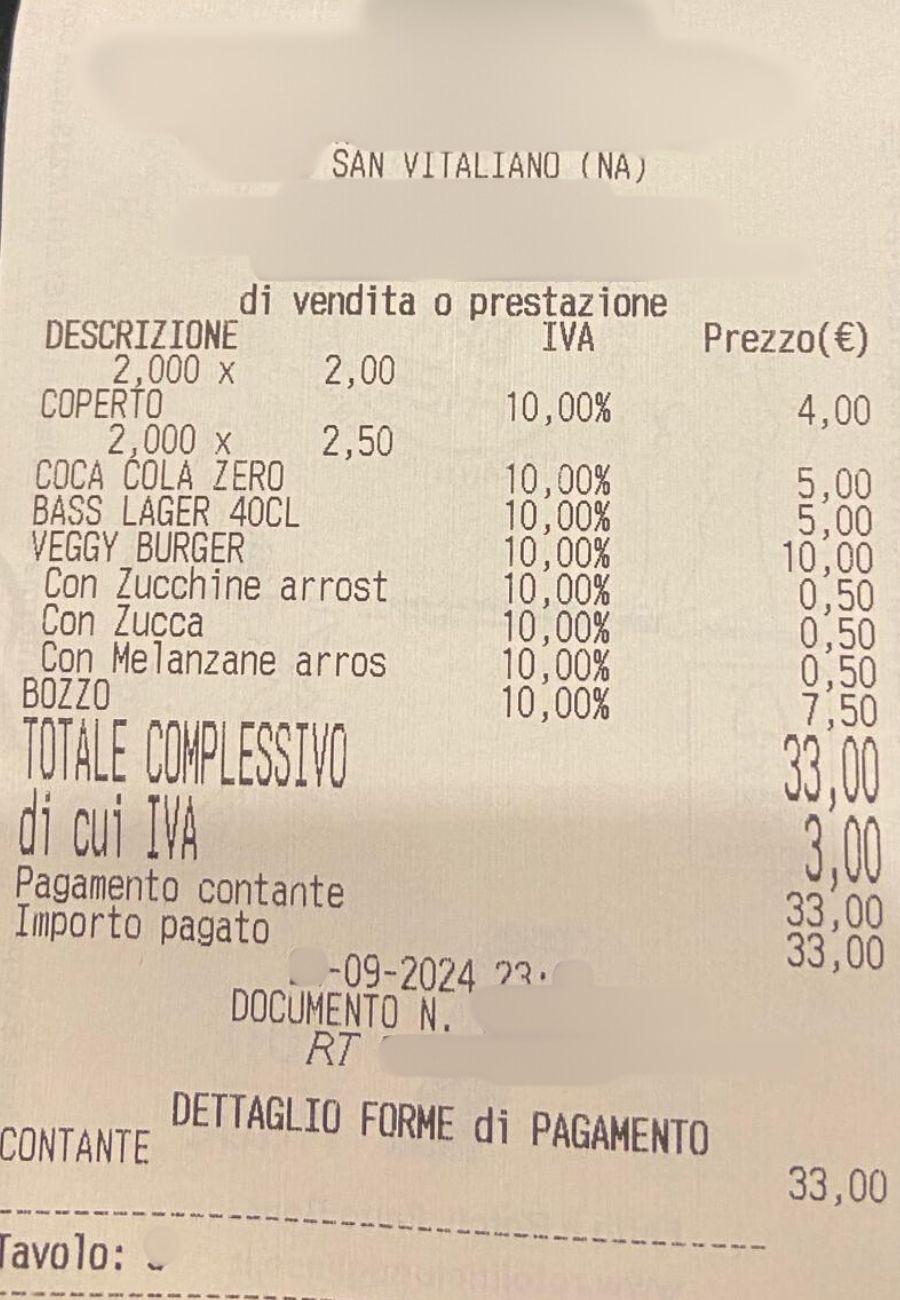 SAN VITALIANO (NA)
di vendita o prestazione
DESCRIZIONE IVA Prezzo(€)
2,000 x 2,00
COPERTO 10,00% 4,00
2,000 x 2,50
COCA COLA ZERO 10,00% 5,00
BASS LAGER 40CL 10,00% 5,00
VEGGY BURGER 10,00% 10,00
Con Zucchine arrost 10,00% 0,50
Con Zucca 10,00% 0,50
Con Melanzane arros 10,00% 0,50
BOZZO 10,00% 7,50
TOTALE COMPLESSIVO 33,00
di cui IVA 3,00
Pagamento contante 33,00
Importo pagato 33,00
-09-2024 23:
DOCUMENTO N.
RT
DETTAGLIO FORME di PAGAMENTO
CONTANTE 33,00
Tavolo: